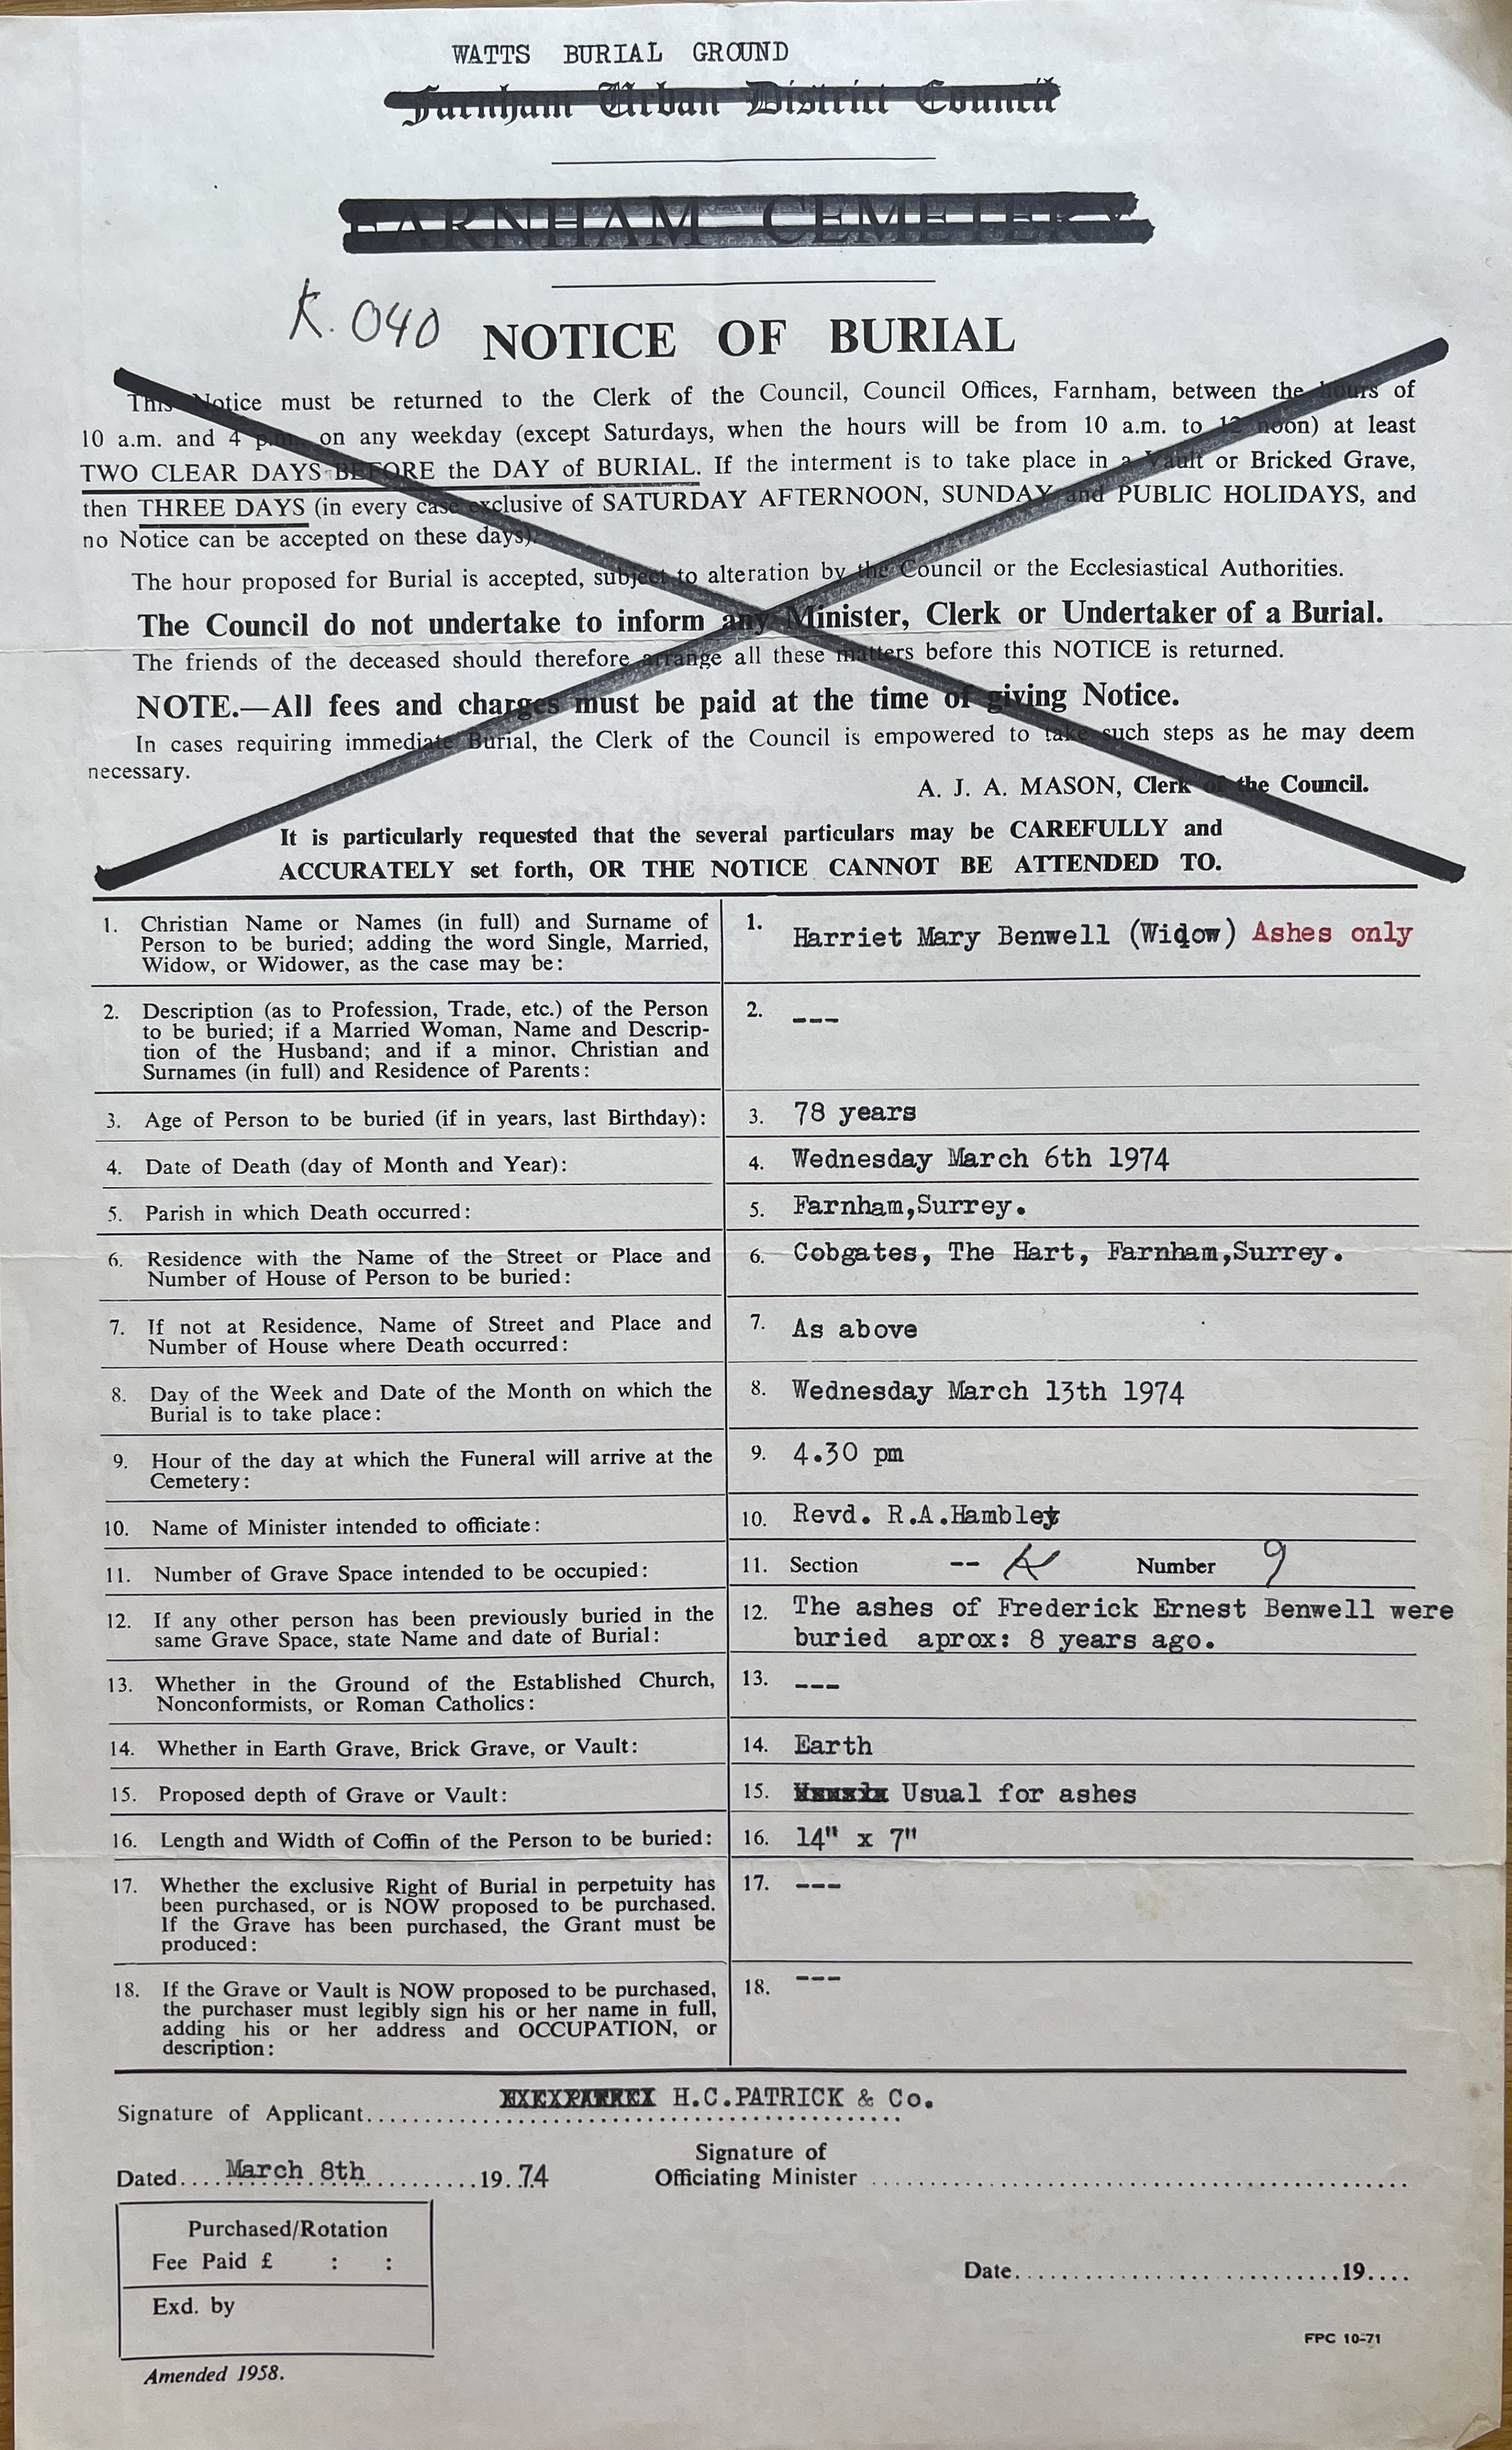 WATTS BURIAL GROUND
Farnham Urban District Council
FARNHAM CEMETERY
K. 040
NOTICE OF BURIAL
This Notice must be returned to the Clerk of the Council, Council Offices, Farnham, between the hours of
10 a.m. and 4 p.m. on any weekday (except Saturdays, when the hours will be from 10 a.m. to 12 noon) at least
TWO CLEAR DAYS BEFORE the DAY of BURIAL. If the interment is to take place in a Vault or Bricked Grave,
then THREE DAYS (in every case exclusive of SATURDAY AFTERNOON, SUNDAY and PUBLIC HOLIDAYS, and
no Notice can be accepted on these days).
The hour proposed for Burial is accepted, subject to alteration by the Council or the Ecclesiastical Authorities.
The Council do not undertake to inform any Minister, Clerk or Undertaker of a Burial.
The friends of the deceased should therefore arrange all these matters before this NOTICE is returned.
NOTE.—All fees and charges must be paid at the time of giving Notice.
In cases requiring immediate Burial, the Clerk of the Council is empowered to take such steps as he may deem
necessary.
A. J. A. MASON, Clerk of the Council.
It is particularly requested that the several particulars may be CAREFULLY and
ACCURATELY set forth, OR THE NOTICE CANNOT BE ATTENDED TO.
1. Christian Name or Names (in full) and Surname of
Person to be buried; adding the word Single, Married,
Widow, or Widower, as the case may be:
1. Harriet Mary Benwell (Widow) Ashes only
2. Description (as to Profession, Trade, etc.) of the Person
to be buried; if a Married Woman, Name and Descrip-
tion of the Husband; and if a minor, Christian and
Surnames (in full) and Residence of Parents:
2. ---
3. Age of Person to be buried (if in years, last Birthday):
3. 78 years
4. Date of Death (day of Month and Year):
4. Wednesday March 6th 1974
5. Parish in which Death occurred:
5. Farnham,Surrey.
6. Residence with the Name of the Street or Place and
Number of House of Person to be buried:
6. Cobgates, The Hart, Farnham,Surrey.
7. If not at Residence, Name of Street and Place and
Number of House where Death occurred:
7. As above
8. Day of the Week and Date of the Month on which the
Burial is to take place:
8. Wednesday March 13th 1974
9. Hour of the day at which the Funeral will arrive at the
Cemetery:
9. 4.30 pm
10. Name of Minister intended to officiate:
10. Revd. R.A.Hamblet
11. Number of Grave Space intended to be occupied:
11. Section -- K Number 9
12. If any other person has been previously buried in the
same Grave Space, state Name and date of Burial:
12. The ashes of Frederick Ernest Benwell were
buried aprox: 8 years ago.
13. Whether in the Ground of the Established Church,
Nonconformists, or Roman Catholics:
13. ---
14. Whether in Earth Grave, Brick Grave, or Vault:
14. Earth
15. Proposed depth of Grave or Vault:
15. Usual for ashes
16. Length and Width of Coffin of the Person to be buried:
16. 14" x 7"
17. Whether the exclusive Right of Burial in perpetuity has
been purchased, or is NOW proposed to be purchased.
If the Grave has been purchased, the Grant must be
produced:
17. ---
18. If the Grave or Vault is NOW proposed to be purchased,
the purchaser must legibly sign his or her name in full,
adding his or her address and OCCUPATION, or
description:
18. ---
Signature of Applicant.... H.C.PATRICK & Co.
Dated.... March 8th ....19..74
Signature of
Officiating Minister ....
Purchased/Rotation
Fee Paid £ : :
Exd. by
Date....19....
FPC 10-71
Amended 1958.